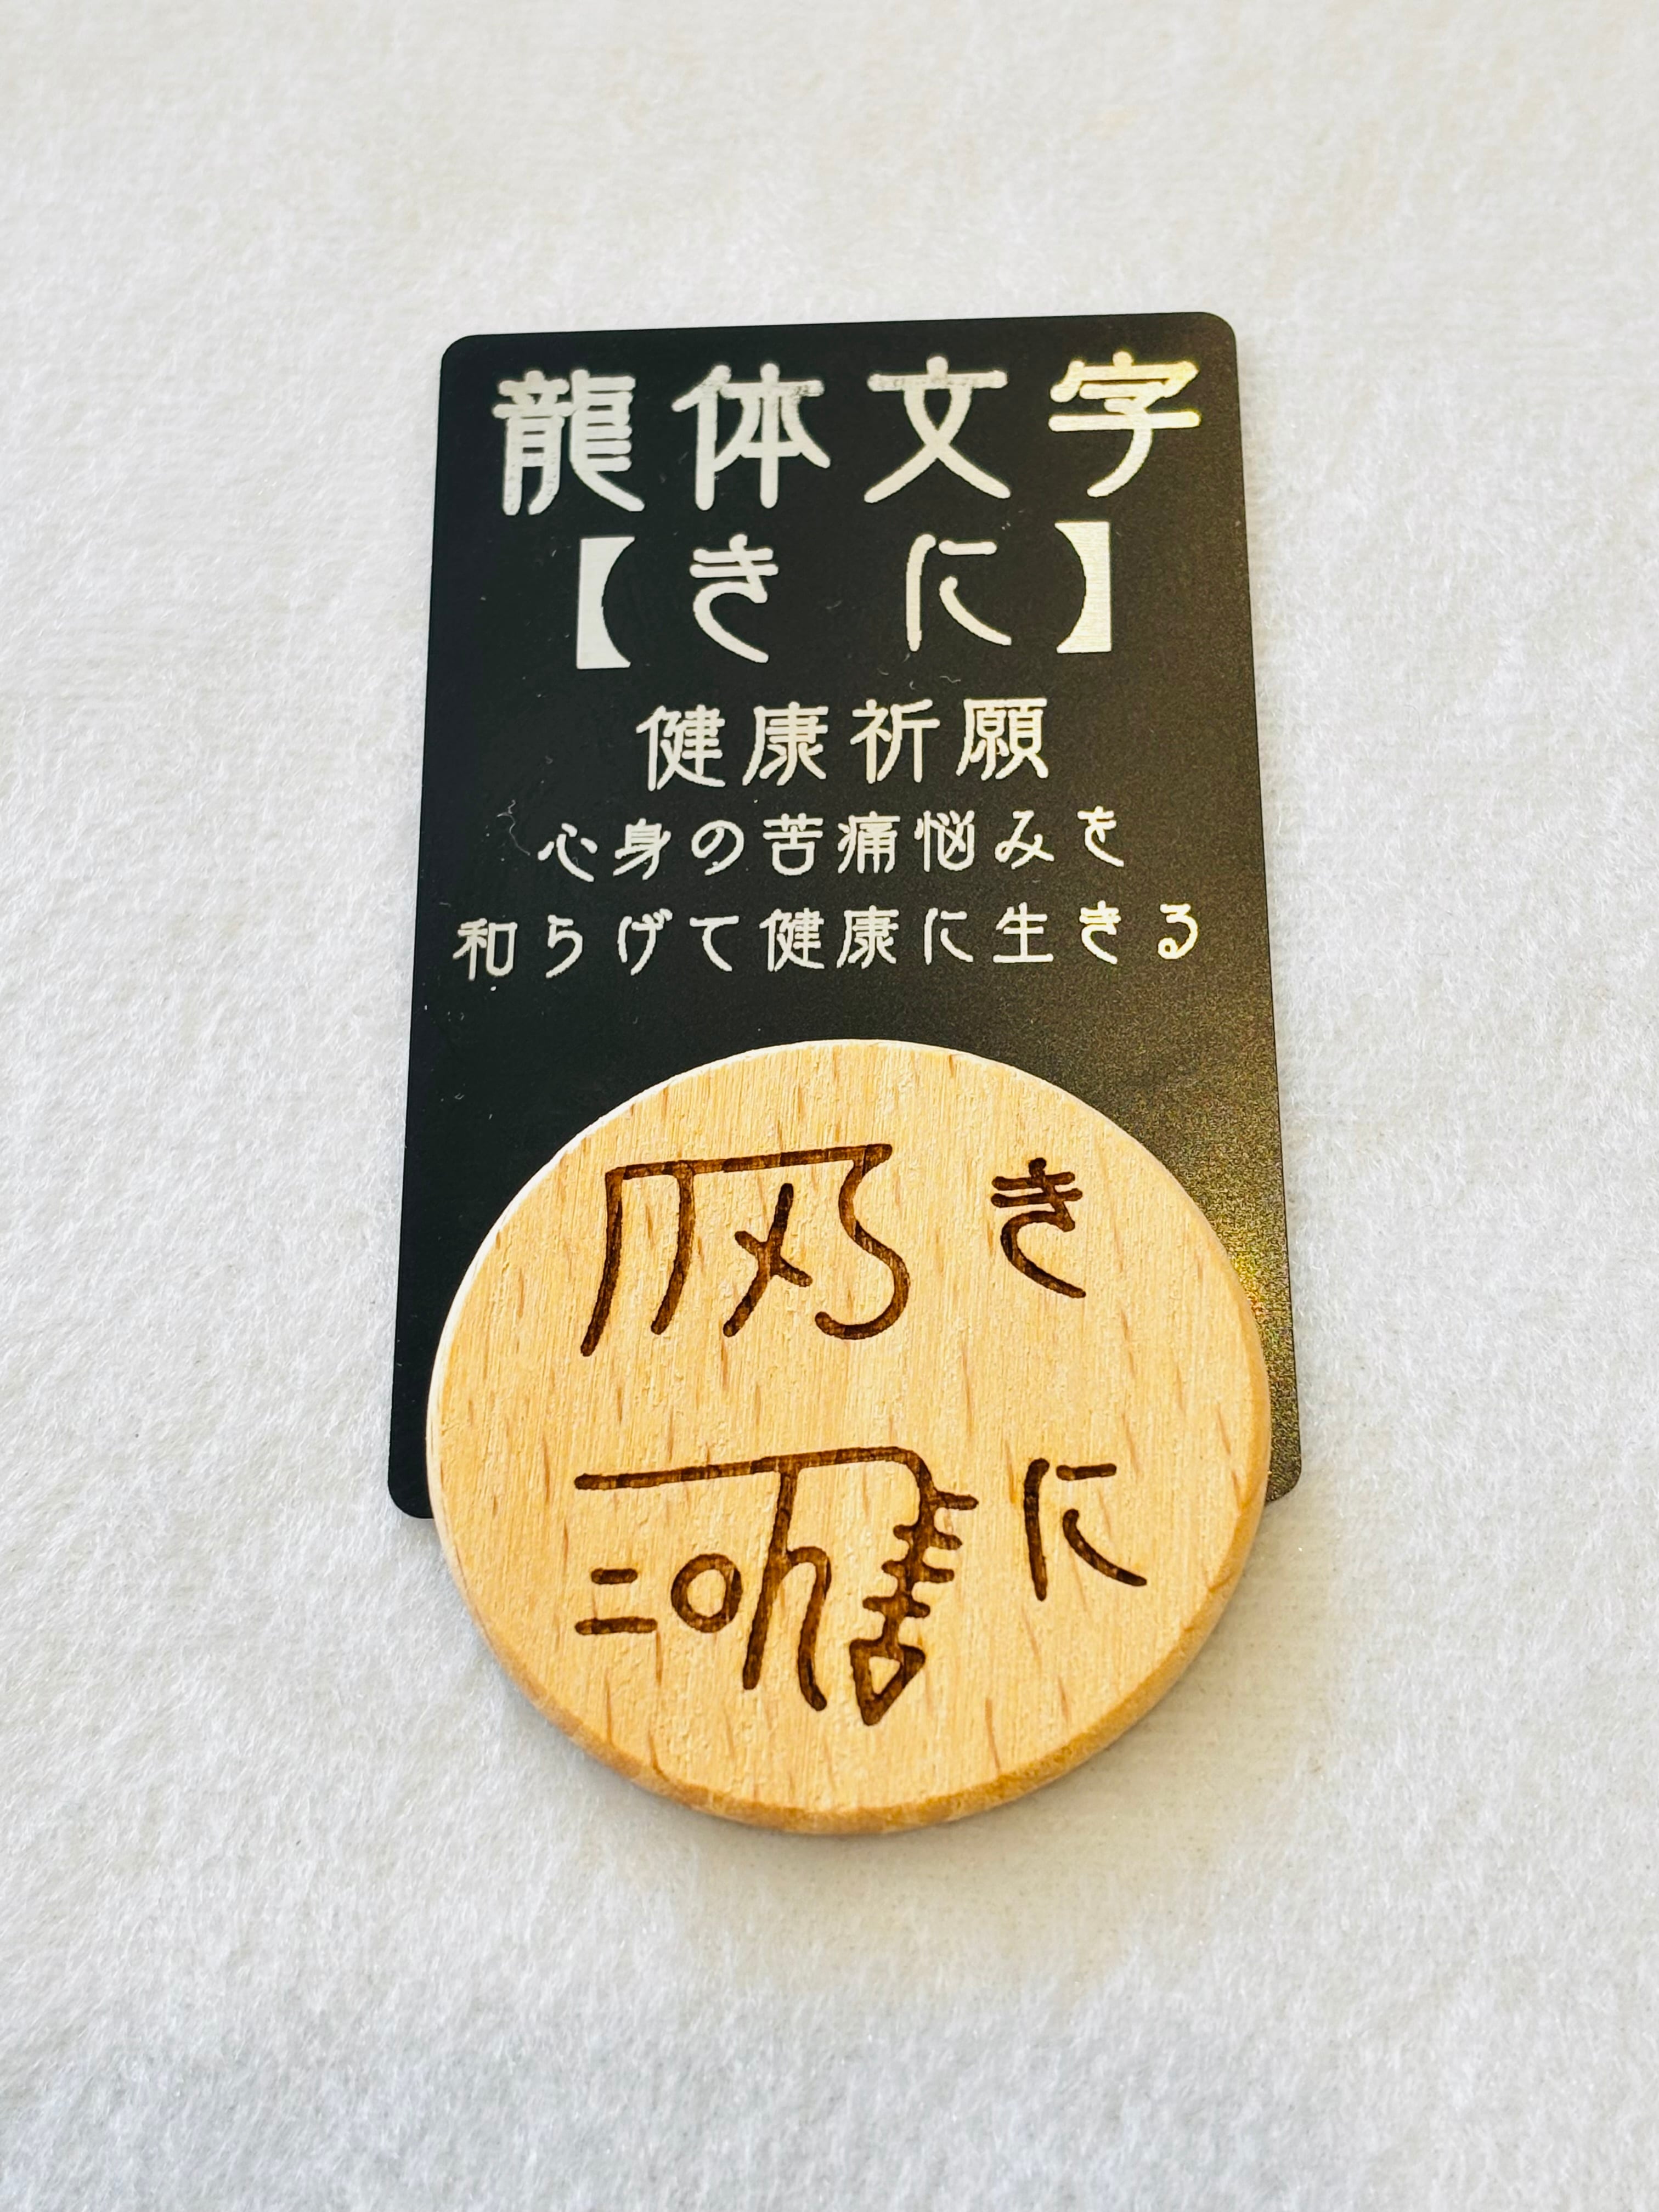 龍体文字
【きに】
健康祈願
心身の苦痛悩みを
和らげて健康に生きる
き
に